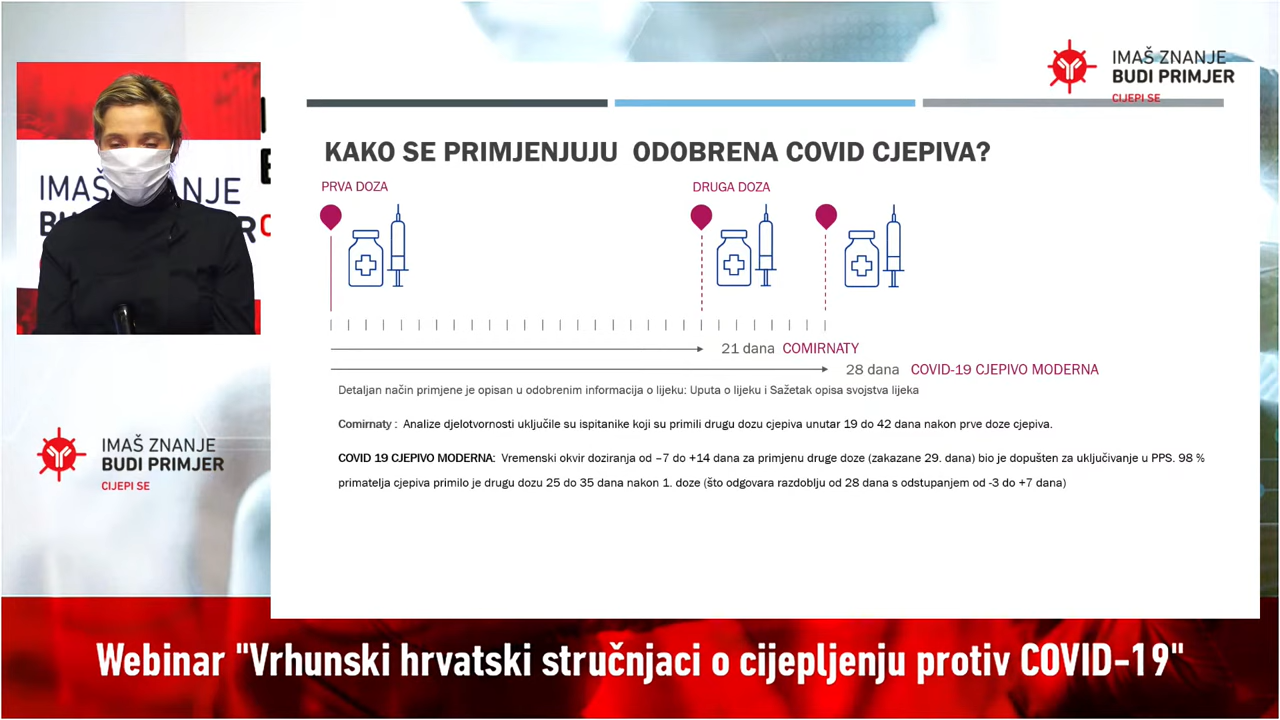 IMAŠ ZNANJE
BUDI PRIMJER
CIJEPI SE
KAKO SE PRIMJENJUJU ODOBRENA COVID CJEPIVA?
PRVA DOZA
DRUGA DOZA
21 dana COMIRNATY
28 dana COVID-19 CJEPIVO MODERNA
Detaljan način primjene je opisan u odobrenim informacija o lijeku: Uputa o lijeku i Sažetak opisa svojstva lijeka
Comirnaty : Analize djelotvornosti uključile su ispitanike koji su primili drugu dozu cjepiva unutar 19 do 42 dana nakon prve doze cjepiva.
COVID 19 CJEPIVO MODERNA: Vremenski okvir doziranja od –7 do +14 dana za primjenu druge doze (zakazane 29. dana) bio je dopušten za uključivanje u PPS. 98 %
primatelja cjepiva primilo je drugu dozu 25 do 35 dana nakon 1. doze (što odgovara razdoblju od 28 dana s odstupanjem od -3 do +7 dana)
IMAŠ ZNANJE
BUDI PRIMJER
CIJEPI SE
Webinar "Vrhunski hrvatski stručnjaci o cijepljenju protiv COVID-19"